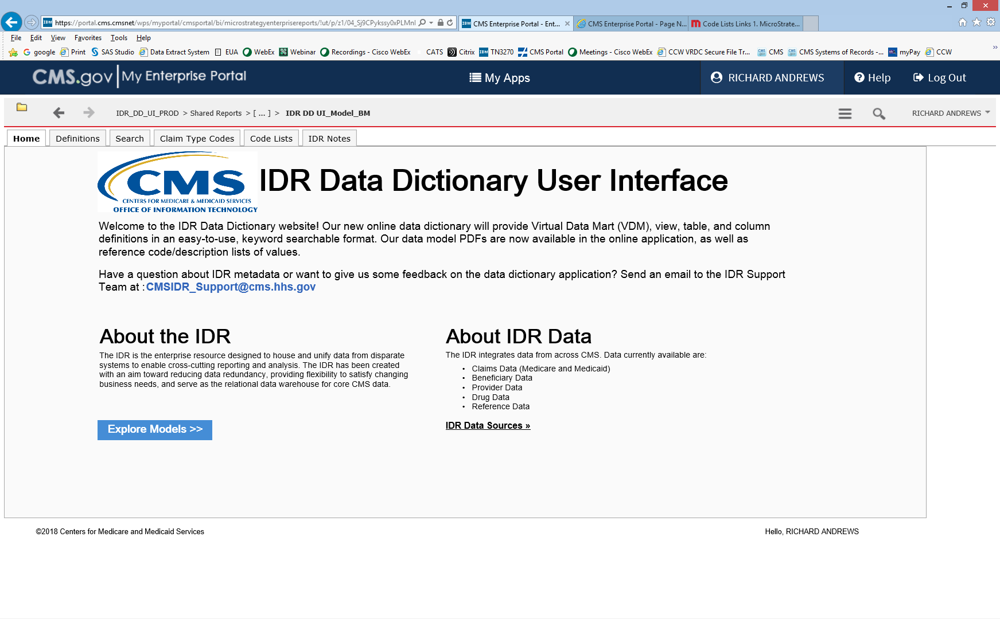 https://portal.cms.cmsnet/wps/myportal/cmsportal/bi/microstrategyenterprisereports/!ut/p/z1/04_Sj9CPykssy0xPLMnl
CMS Enterprise Portal - Ent...
CMS Enterprise Portal - Page N...
Code Lists Links 1. MicroStrate...
File Edit View Favorites Tools Help
google Print SAS Studio Data Extract System EUA WebEx Webinar Recordings - Cisco WebEx CATS Citrix TN3270 CMS Portal Meetings - Cisco WebEx CCW VRDC Secure File Tr... CMS CMS Systems of Records -... myPay CCW »
CMS.gov My Enterprise Portal My Apps RICHARD ANDREWS Help Log Out
IDR_DD_UI_PROD > Shared Reports > [ ... ] > IDR DD UI_Model_BM RICHARD ANDREWS
Home Definitions Search Claim Type Codes Code Lists IDR Notes
CMS
CENTERS FOR MEDICARE & MEDICAID SERVICES
OFFICE OF INFORMATION TECHNOLOGY
IDR Data Dictionary User Interface
Welcome to the IDR Data Dictionary website! Our new online data dictionary will provide Virtual Data Mart (VDM), view, table, and column
definitions in an easy-to-use, keyword searchable format. Our data model PDFs are now available in the online application, as well as
reference code/description lists of values.
Have a question about IDR metadata or want to give us some feedback on the data dictionary application? Send an email to the IDR Support
Team at :CMSIDR_Support@cms.hhs.gov
About the IDR
The IDR is the enterprise resource designed to house and unify data from disparate
systems to enable cross-cutting reporting and analysis. The IDR has been created
with an aim toward reducing data redundancy, providing flexibility to satisfy changing
business needs, and serve as the relational data warehouse for core CMS data.
Explore Models >>
About IDR Data
The IDR integrates data from across CMS. Data currently available are:
• Claims Data (Medicare and Medicaid)
• Beneficiary Data
• Provider Data
• Drug Data
• Reference Data
IDR Data Sources »
©2018 Centers for Medicare and Medicaid Services
Hello, RICHARD ANDREWS